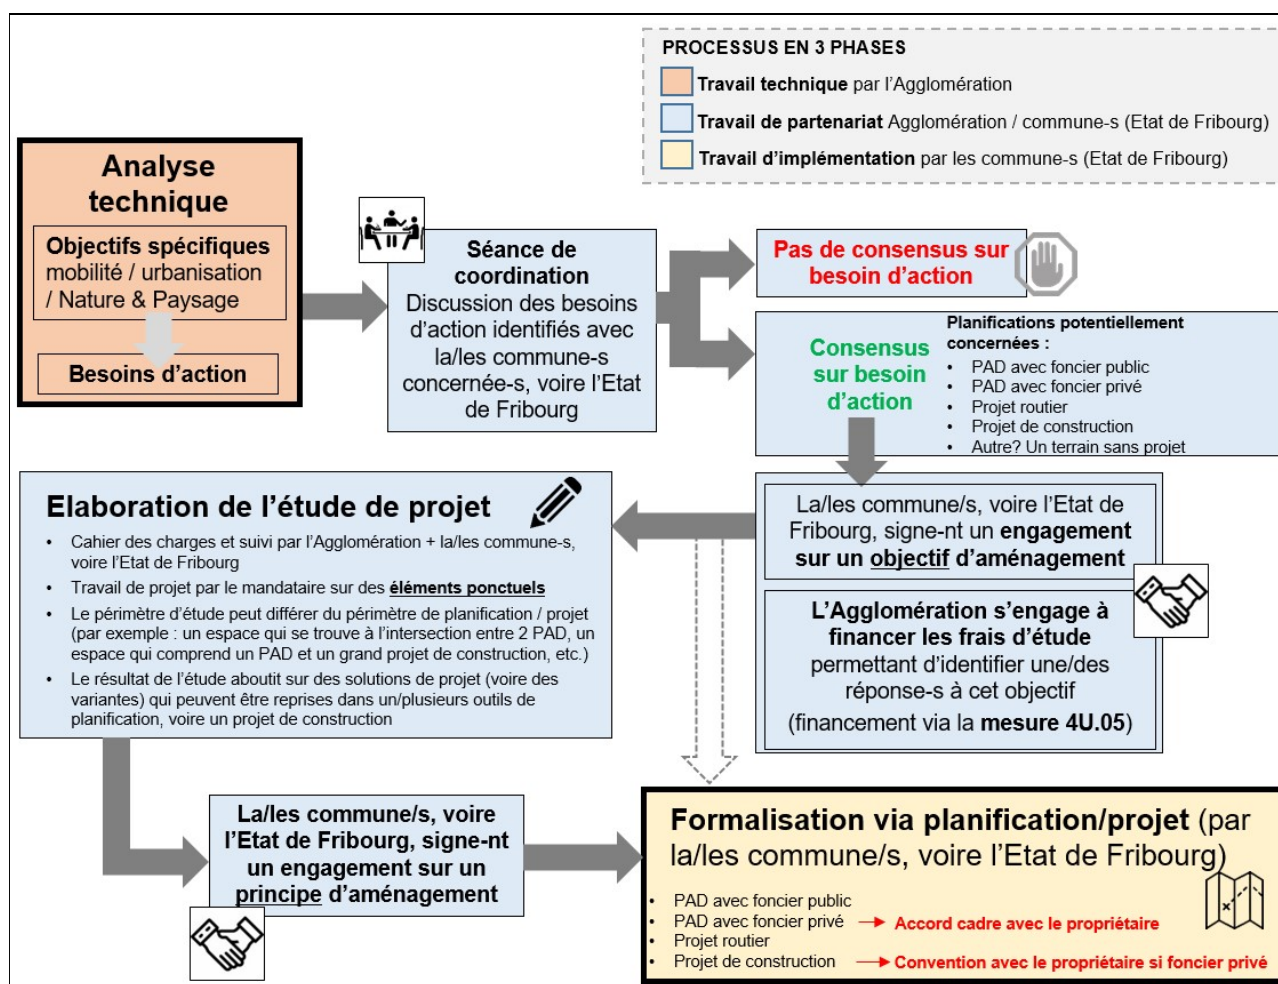 PROCESSUS EN 3 PHASES
Travail technique par l’Agglomération
Travail de partenariat Agglomération / commune-s (Etat de Fribourg)
Travail d’implémentation par les commune-s (Etat de Fribourg)
Analyse
technique
Objectifs spécifiques
mobilité / urbanisation
/ Nature & Paysage
Besoins d’action
Séance de
coordination
Discussion des besoins
d’action identifiés avec
la/les commune-s
concernée-s, voire l’Etat
de Fribourg
Pas de consensus sur
besoin d’action
Consensus
sur besoin
d’action
Planifications potentiellement
concernées :
• PAD avec foncier public
• PAD avec foncier privé
• Projet routier
• Projet de construction
• Autre? Un terrain sans projet
La/les commune/s, voire l’Etat de
Fribourg, signe-nt un engagement
sur un objectif d’aménagement
L’Agglomération s’engage à
financer les frais d’étude
permettant d’identifier une/des
réponse-s à cet objectif
(financement via la mesure 4U.05)
Elaboration de l’étude de projet
• Cahier des charges et suivi par l’Agglomération + la/les commune-s,
voire l’Etat de Fribourg
• Travail de projet par le mandataire sur des éléments ponctuels
• Le périmètre d’étude peut différer du périmètre de planification / projet
(par exemple : un espace qui se trouve à l’intersection entre 2 PAD, un
espace qui comprend un PAD et un grand projet de construction, etc.)
• Le résultat de l’étude aboutit sur des solutions de projet (voire des
variantes) qui peuvent être reprises dans un/plusieurs outils de
planification, voire un projet de construction
La/les commune/s, voire
l’Etat de Fribourg, signe-nt
un engagement sur un
principe d’aménagement
Formalisation via planification/projet (par
la/les commune/s, voire l’Etat de Fribourg)
• PAD avec foncier public
• PAD avec foncier privé → Accord cadre avec le propriétaire
• Projet routier
• Projet de construction → Convention avec le propriétaire si foncier privé